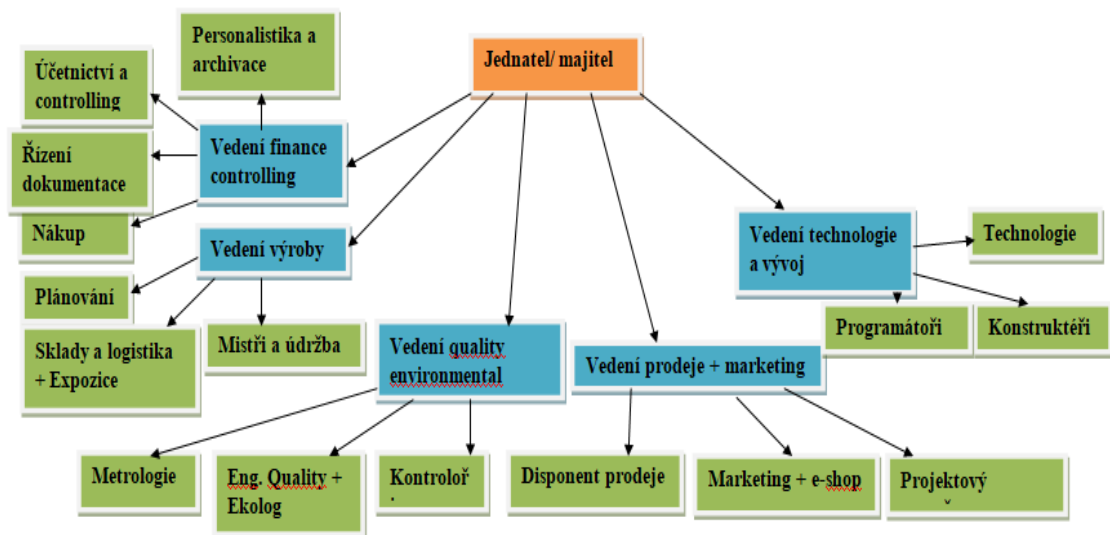 Personalistika a
archivace
Jednatel/ majitel
Účetnictví a
controlling
Vedení finance
controlling
Řízení
dokumentace
Nákup
Vedení výroby
Vedení technologie
a vývoj
Technologie
Plánování
Sklady a logistika
+ Expozice
Mistři a údržba
Vedení quality
environmental
Vedení prodeje + marketing
Programátoři
Konstruktéři
Metrologie
Eng. Quality +
Ekolog
Kontroloř
Disponent prodeje
Marketing + e-shop
Projektový